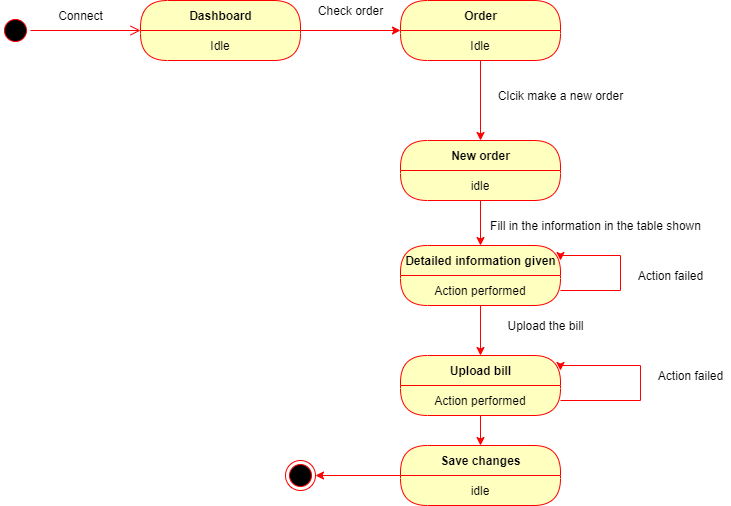 Connect
Dashboard
Idle
Check order
Order
Idle
Clcik make a new order
New order
idle
Fill in the information in the table shown
Detailed information given
Action performed
Action failed
Upload the bill
Upload bill
Action performed
Action failed
Save changes
idle